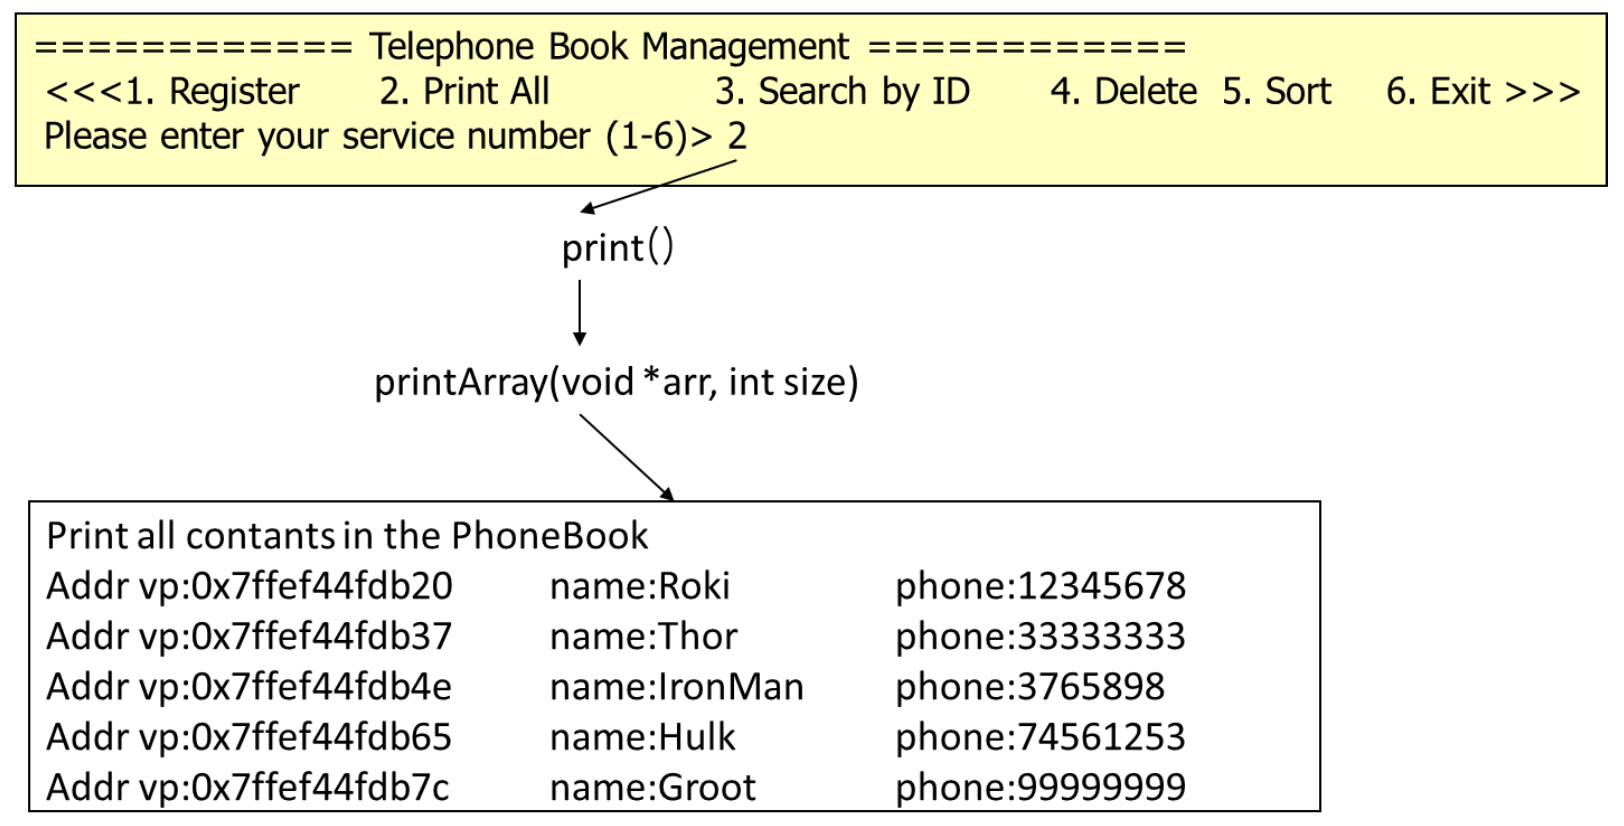 ============ Telephone Book Management ============
<<<1. Register 2. Print All 3. Search by ID 4. Delete 5. Sort 6. Exit >>>
Please enter your service number (1-6)> 2
print()
printArray(void *arr, int size)
Print all contants in the PhoneBook
Addr vp:0x7ffef44fdb20 name:Roki phone:12345678
Addr vp:0x7ffef44fdb37 name:Thor phone:33333333
Addr vp:0x7ffef44fdb4e name:IronMan phone:3765898
Addr vp:0x7ffef44fdb65 name:Hulk phone:74561253
Addr vp:0x7ffef44fdb7c name:Groot phone:99999999